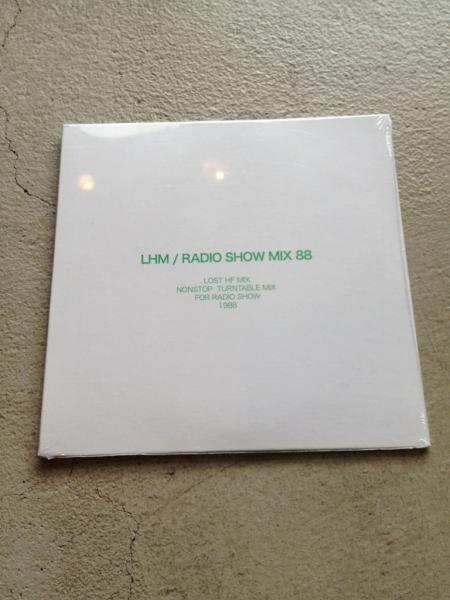 LHM / RADIO SHOW MIX 88
LOST HF MIX
NONSTOP TURNTABLE MIX
FOR RADIO SHOW
1988